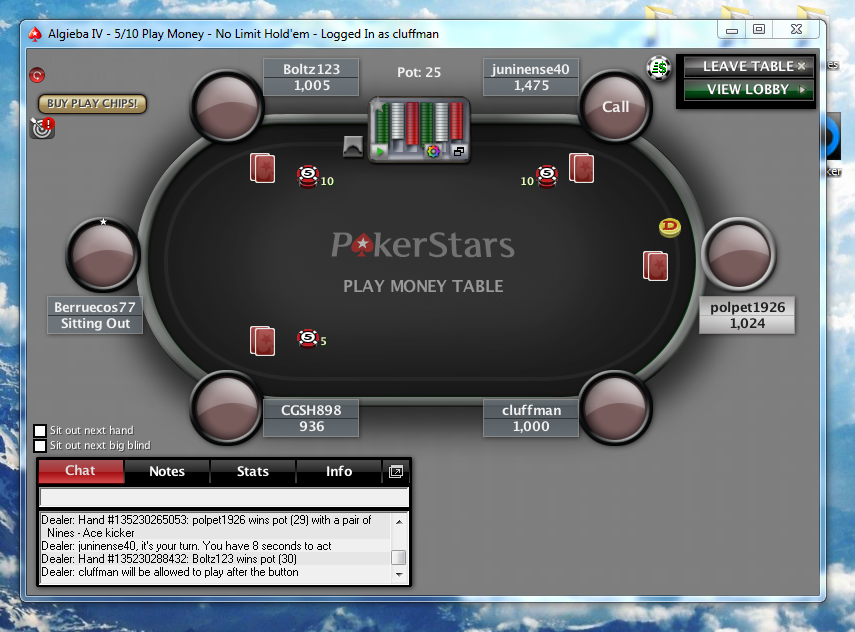 Algieba IV - 5/10 Play Money - No Limit Hold'em - Logged In as cluffman
Boltz123
1,005
Pot: 25
juninense40
1,475
LEAVE TABLE
VIEW LOBBY
BUY PLAY CHIPS!
Call
5
10
10
5
D
PokerStars
PLAY MONEY TABLE
Berruecos77
Sitting Out
polpet1926
1,024
5
5
CGSH898
936
cluffman
1,000
Sit out next hand
Sit out next big blind
Chat
Notes
Stats
Info
Dealer: Hand #135230265053: polpet1926 wins pot (29) with a pair of
Nines - Ace kicker
Dealer: juninense40, it's your turn. You have 8 seconds to act
Dealer: Hand #135230288432: Boltz123 wins pot (30)
Dealer: cluffman will be allowed to play after the button